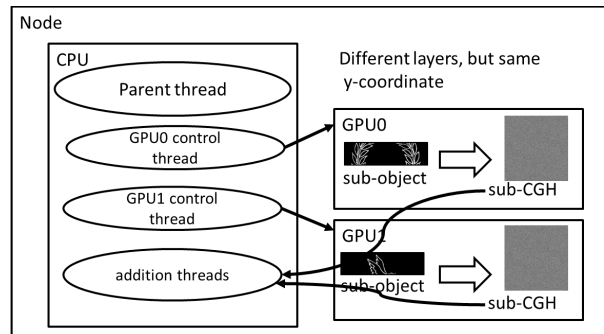 Node
CPU
Parent thread
GPU0 control
thread
GPU1 control
thread
addition threads
Different layers, but same
y-coordinate
GPU0
sub-object
sub-CGH
GPU1
sub-object
sub-CGH